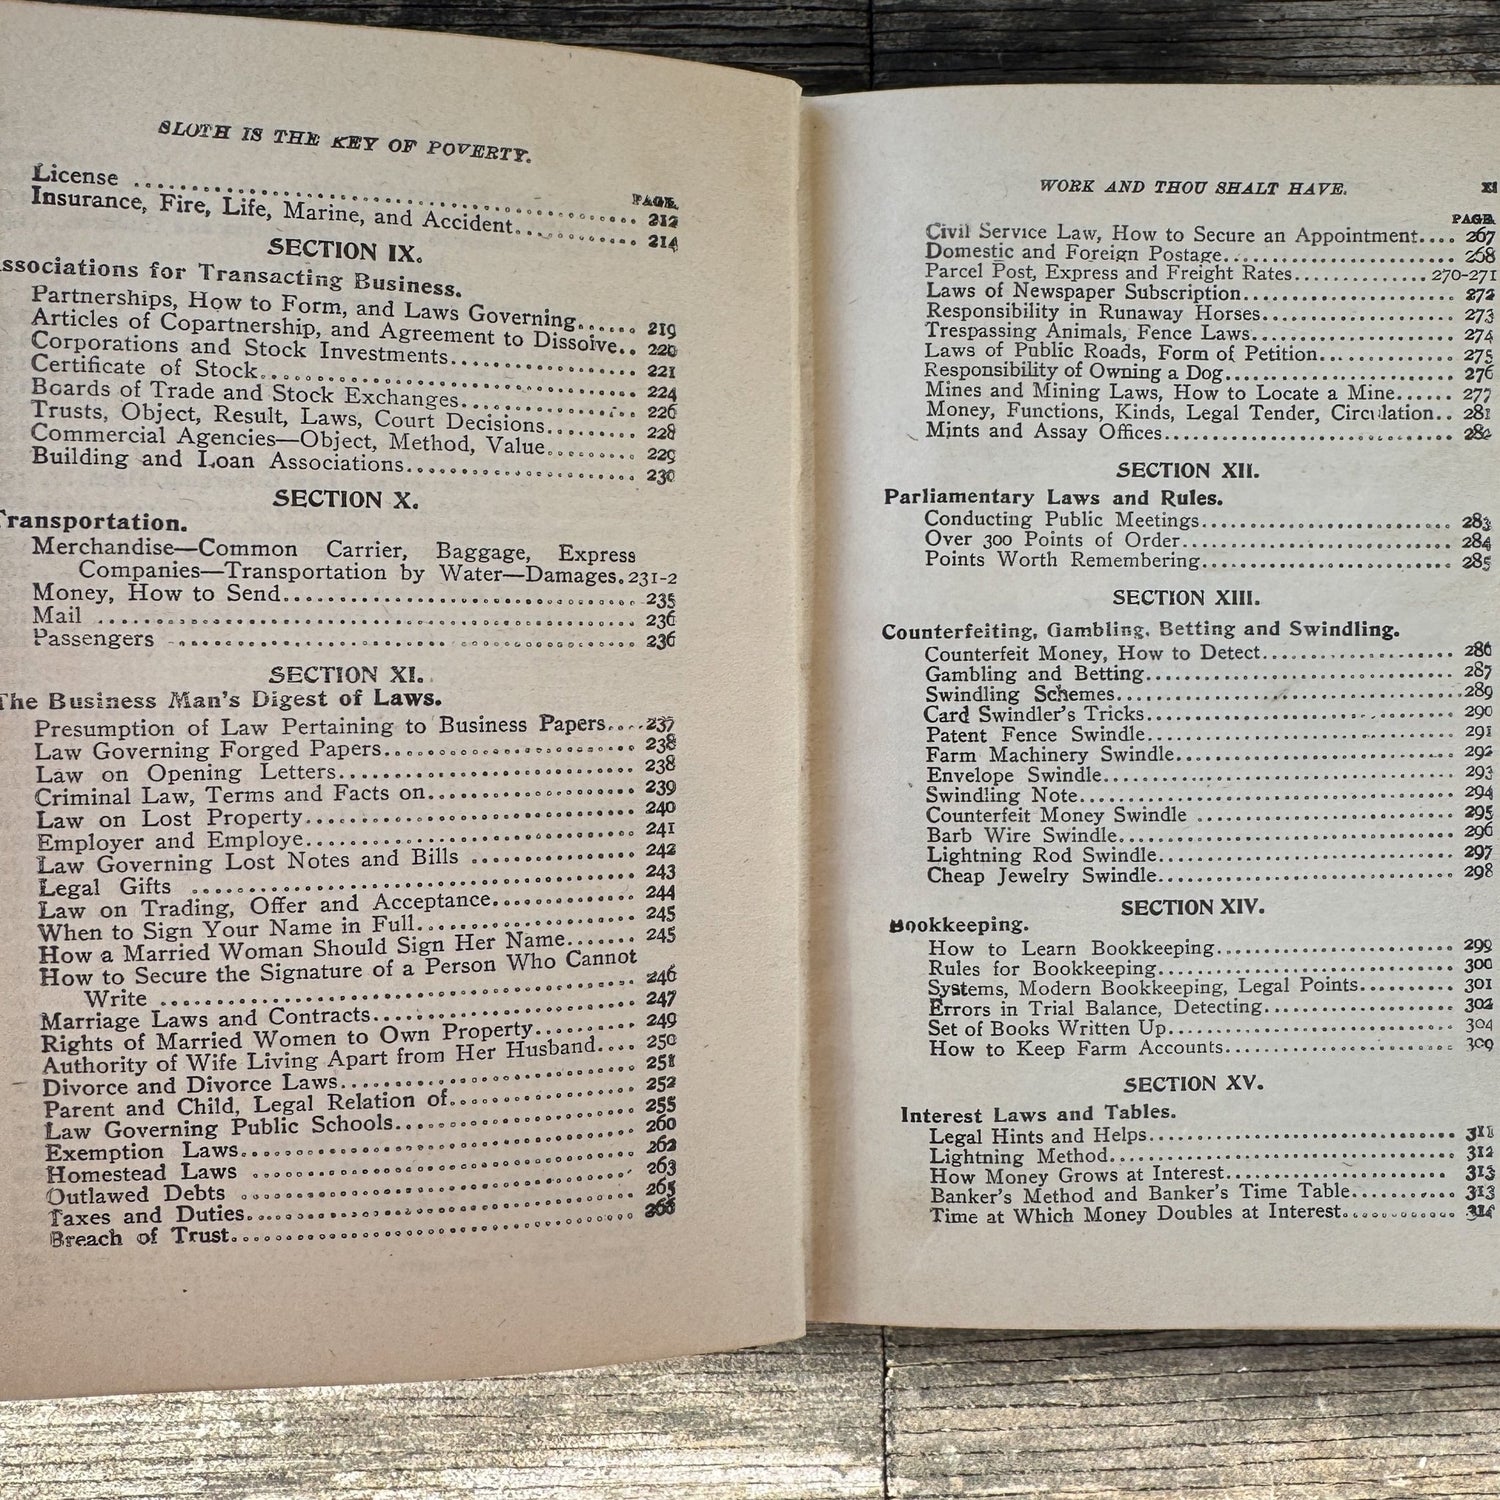 SLOTH IS THE KEY OF POVERTY.
PAGE.
License ........ 212
Insurance, Fire, Life, Marine, and Accident........ 214
SECTION IX.
ssociations for Transacting Business.
Partnerships, How to Form, and Laws Governing...... 219
Articles of Copartnership, and Agreement to Dissolve.. 220
Corporations and Stock Investments........ 221
Certificate of Stock........ 224
Boards of Trade and Stock Exchanges........ 226
Trusts, Object, Result, Laws, Court Decisions........ 228
Commercial Agencies—Object, Method, Value........ 229
Building and Loan Associations........ 230
SECTION X.
Transportation.
Merchandise—Common Carrier, Baggage, Express
Companies—Transportation by Water—Damages.231-2
Money, How to Send........ 235
Mail ........ 236
Passengers ........ 236
SECTION XI.
The Business Man's Digest of Laws.
Presumption of Law Pertaining to Business Papers....237
Law Governing Forged Papers........ 238
Law on Opening Letters........ 238
Criminal Law, Terms and Facts on........ 239
Law on Lost Property........ 240
Employer and Employe........ 241
Law Governing Lost Notes and Bills ........ 242
Legal Gifts ........ 243
Law on Trading, Offer and Acceptance........ 244
When to Sign Your Name in Full........ 245
How a Married Woman Should Sign Her Name....... 245
How to Secure the Signature of a Person Who Cannot
Write ........ 246
Marriage Laws and Contracts........ 247
Rights of Married Women to Own Property........ 249
Authority of Wife Living Apart from Her Husband.... 250
Divorce and Divorce Laws........ 251
Parent and Child, Legal Relation of........ 252
Law Governing Public Schools........ 255
Exemption Laws........ 260
Homestead Laws ........ 262
Outlawed Debts ........ 263
Taxes and Duties........ 265
Breach of Trust........ 266
WORK AND THOU SHALT HAVE. XI
PAGE.
Civil Service Law, How to Secure an Appointment.... 267
Domestic and Foreign Postage........ 268
Parcel Post, Express and Freight Rates........ 270-271
Laws of Newspaper Subscription........ 272
Responsibility in Runaway Horses........ 273
Trespassing Animals, Fence Laws........ 274
Laws of Public Roads, Form of Petition........ 275
Responsibility of Owning a Dog........ 276
Mines and Mining Laws, How to Locate a Mine...... 277
Money, Functions, Kinds, Legal Tender, Circulation.. 281
Mints and Assay Offices........ 282
SECTION XII.
Parliamentary Laws and Rules.
Conducting Public Meetings........ 283
Over 300 Points of Order........ 284
Points Worth Remembering........ 285
SECTION XIII.
Counterfeiting, Gambling, Betting and Swindling.
Counterfeit Money, How to Detect........ 286
Gambling and Betting........ 287
Swindling Schemes........ 289
Card Swindler's Tricks........ 290
Patent Fence Swindle........ 291
Farm Machinery Swindle........ 292
Envelope Swindle........ 293
Swindling Note........ 294
Counterfeit Money Swindle ........ 295
Barb Wire Swindle........ 296
Lightning Rod Swindle........ 297
Cheap Jewelry Swindle........ 298
SECTION XIV.
Bookkeeping.
How to Learn Bookkeeping........ 299
Rules for Bookkeeping........ 300
Systems, Modern Bookkeeping, Legal Points........ 301
Errors in Trial Balance, Detecting........ 302
Set of Books Written Up........ 304
How to Keep Farm Accounts........ 309
SECTION XV.
Interest Laws and Tables.
Legal Hints and Helps........ 311
Lightning Method........ 312
How Money Grows at Interest........ 313
Banker's Method and Banker's Time Table........ 313
Time at Which Money Doubles at Interest........ 314